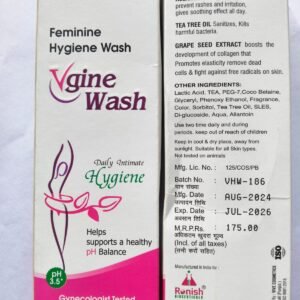 Feminine
Hygiene Wash
Vgine
Wash
Daily Intimate
Hygiene
Helps
supports a healthy
pH Balance
pH
3.5*
Gynecologist Tested
prevent rashes and irritation,
gives soothing effect all day.
TEA TREE OIL Sanitizes, Kills
harmful bacteria.
GRAPE SEED EXTRACT boosts
the development of collagen that
Promotes elasticity remove dead
cells & fight against free radicals on skin.
OTHER INGREDIENTS:
Lactic Acid, TEA, PEG-7,Coco Betaine,
Glyceryl, Phenoxy Ethanol, Fragrance,
Color, Sorbitol, Tea Tree Oil, SLES,
Di-glucoside, Aqua, Allantoin
Use two time daily and during
periods, keep out of reach of children
Keep in cool & dry place, away from
sunlight. Suitable for all Skin types.
Not tested on animals
Mfg. Lic. No. : 125/COS/PB
Batch No. : VHW-106
Mfg. Date : AUG-2024
Exp. Date : JUL-2026
M.R.P.Rs. : 175.00
(Incl. of all taxes)
Renish